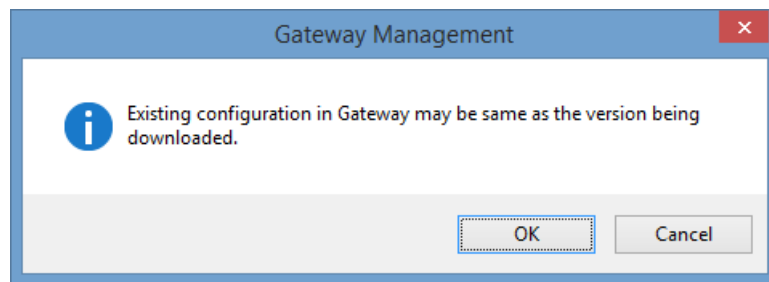 Gateway Management
Existing configuration in Gateway may be same as the version being
downloaded.
OK
Cancel